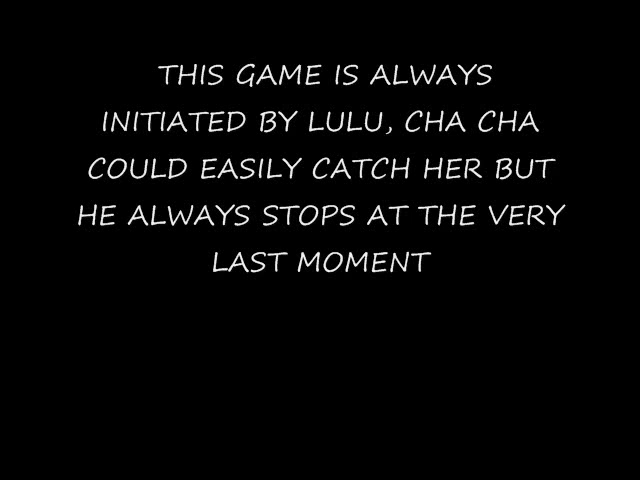 THIS GAME IS ALWAYS
INITIATED BY LULU, CHA CHA
COULD EASILY CATCH HER BUT
HE ALWAYS STOPS AT THE VERY
LAST MOMENT